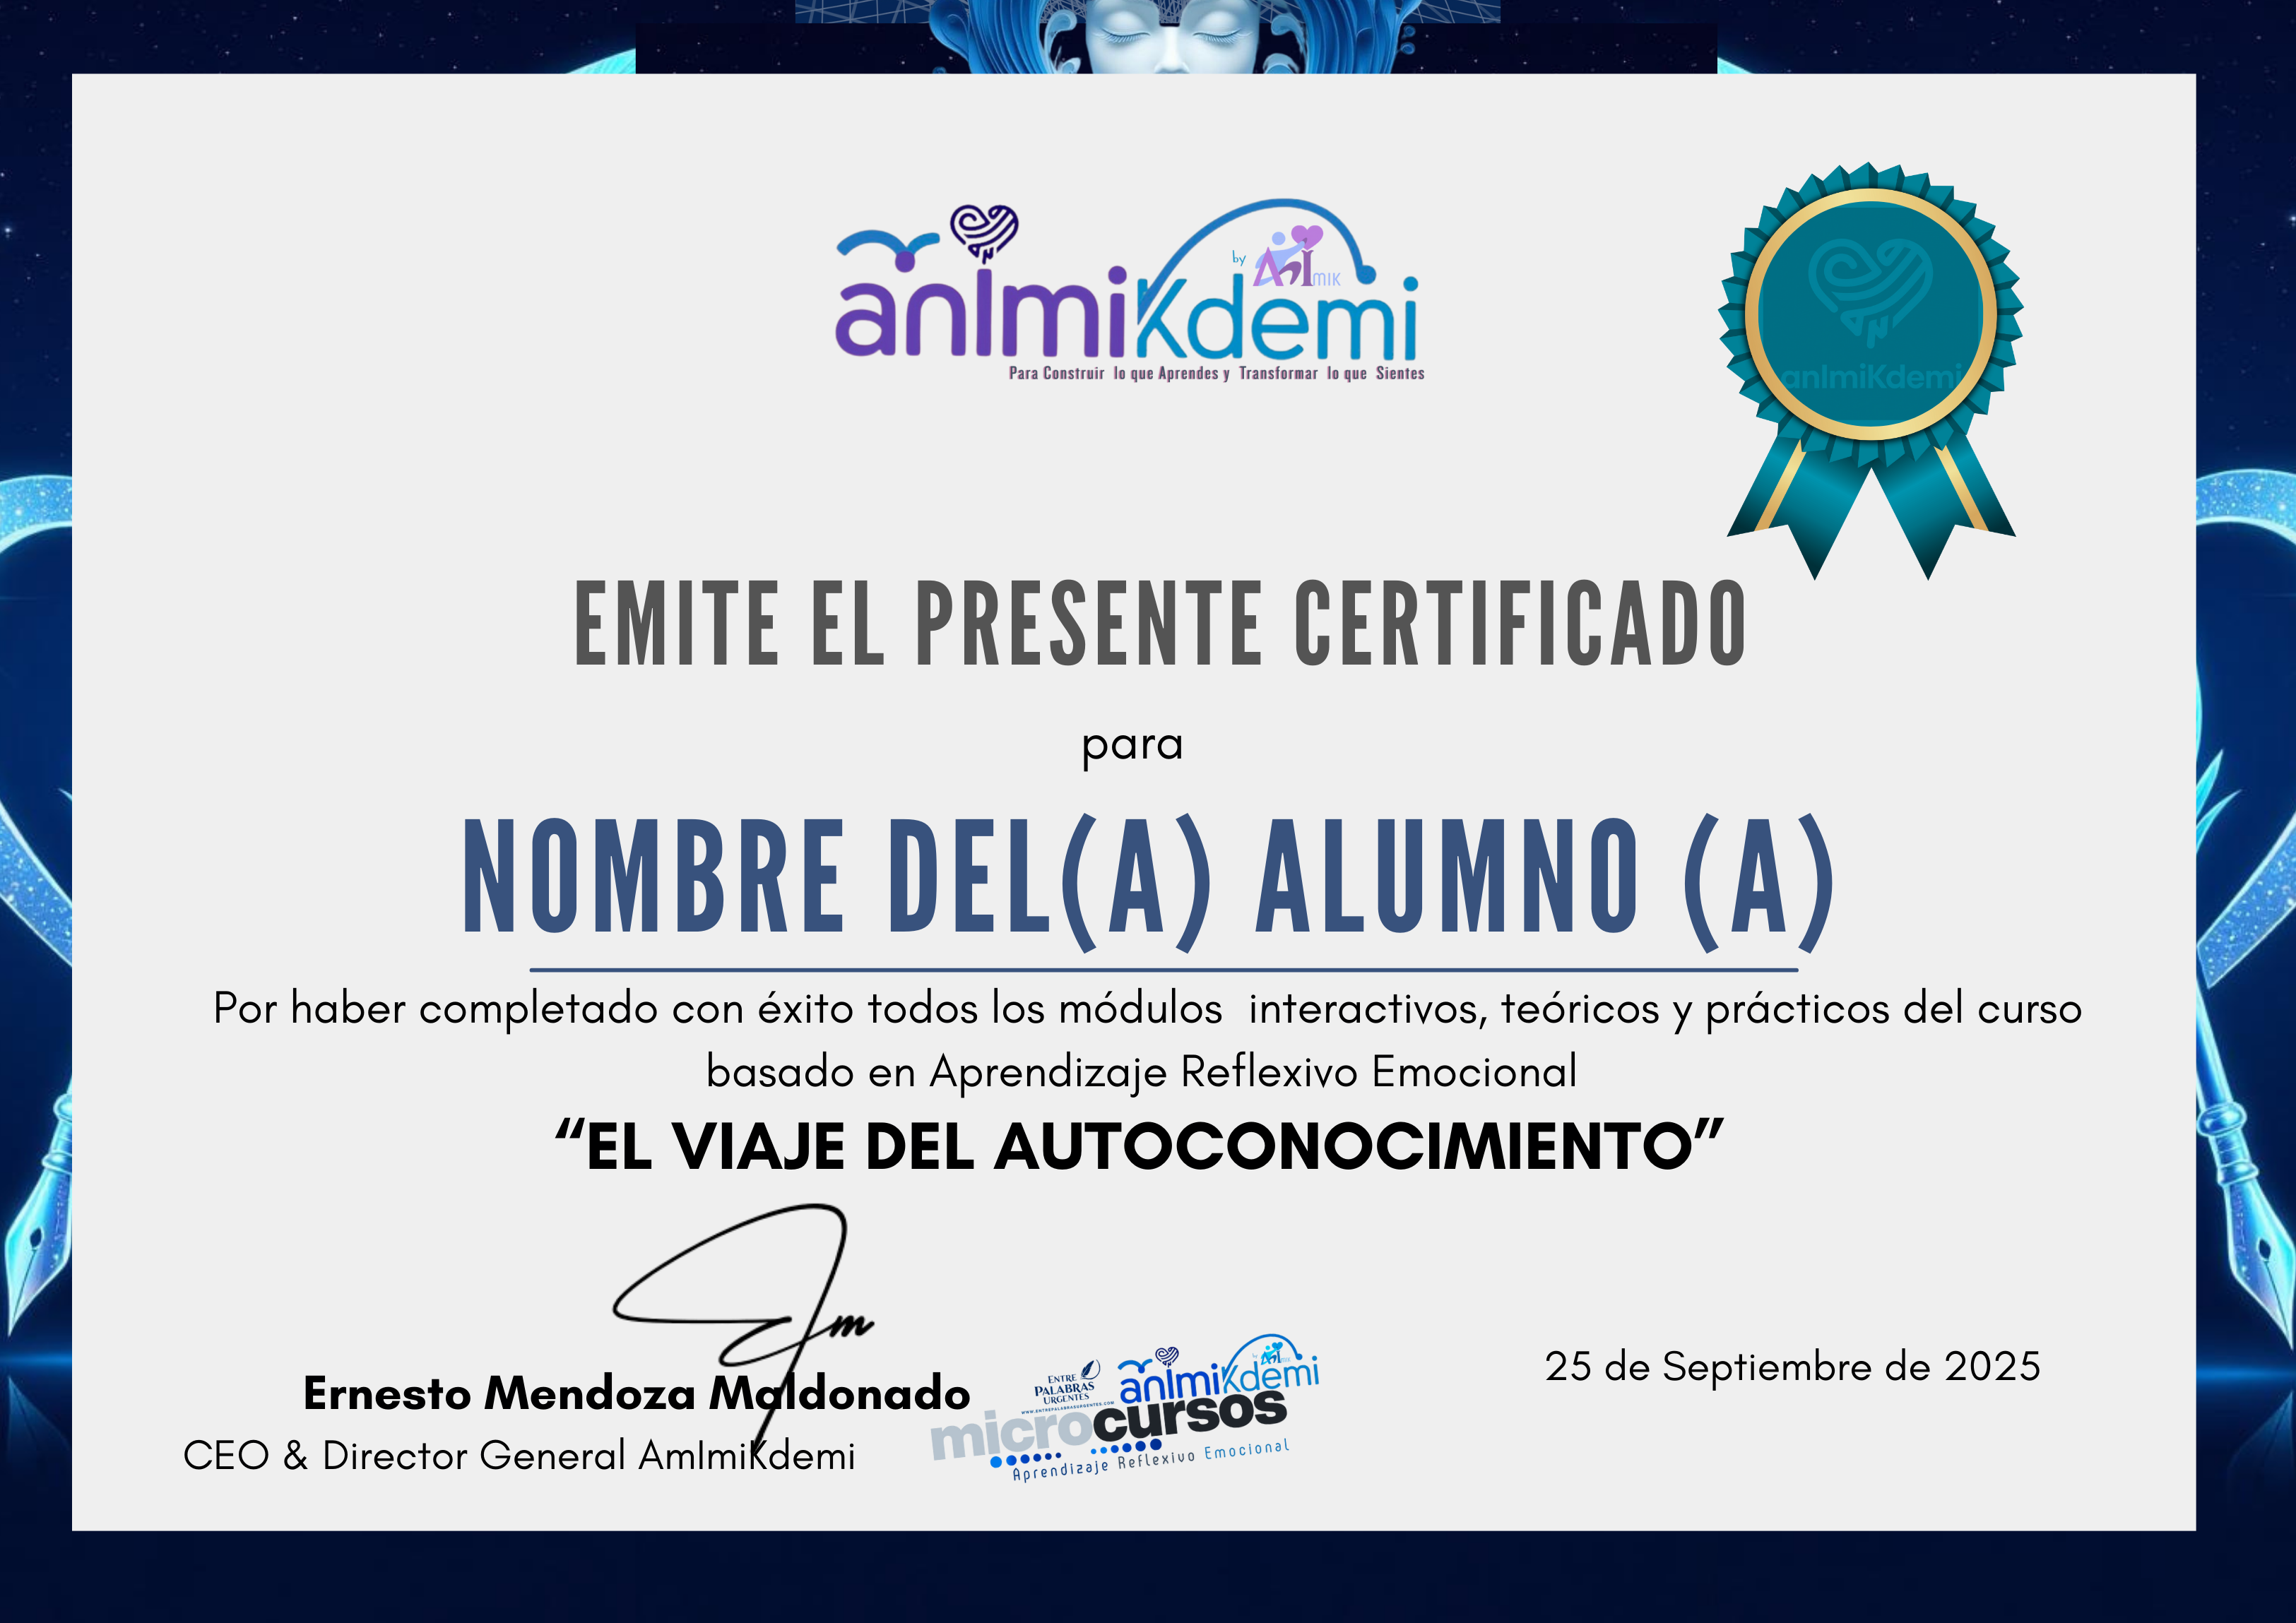 by AnImik
anImiKdemi
Para Construir lo que Aprendes y Transformar lo que Sientes
anImiKdemi
EMITE EL PRESENTE CERTIFICADO
para
NOMBRE DEL(A) ALUMNO (A)
Por haber completado con éxito todos los módulos interactivos, teóricos y prácticos del curso
basado en Aprendizaje Reflexivo Emocional
“EL VIAJE DEL AUTOCONOCIMIENTO”
Em
Ernesto Mendoza Maldonado
CEO & Director General AmImiKdemi
ENTRE
PALABRAS
URGENTES
WWW.ENTREPALABRASURGENTES.COM
anImiKdemi
microcursos
Aprendizaje Reflexivo Emocional
25 de Septiembre de 2025